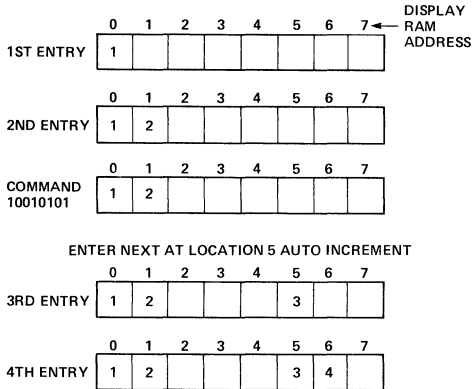 DISPLAY
0 1 2 3 4 5 6 7 ← RAM
ADDRESS
1ST ENTRY 1
0 1 2 3 4 5 6 7
2ND ENTRY 1 2
0 1 2 3 4 5 6 7
COMMAND
10010101 1 2
ENTER NEXT AT LOCATION 5 AUTO INCREMENT
0 1 2 3 4 5 6 7
3RD ENTRY 1 2 3
0 1 2 3 4 5 6 7
4TH ENTRY 1 2 3 4